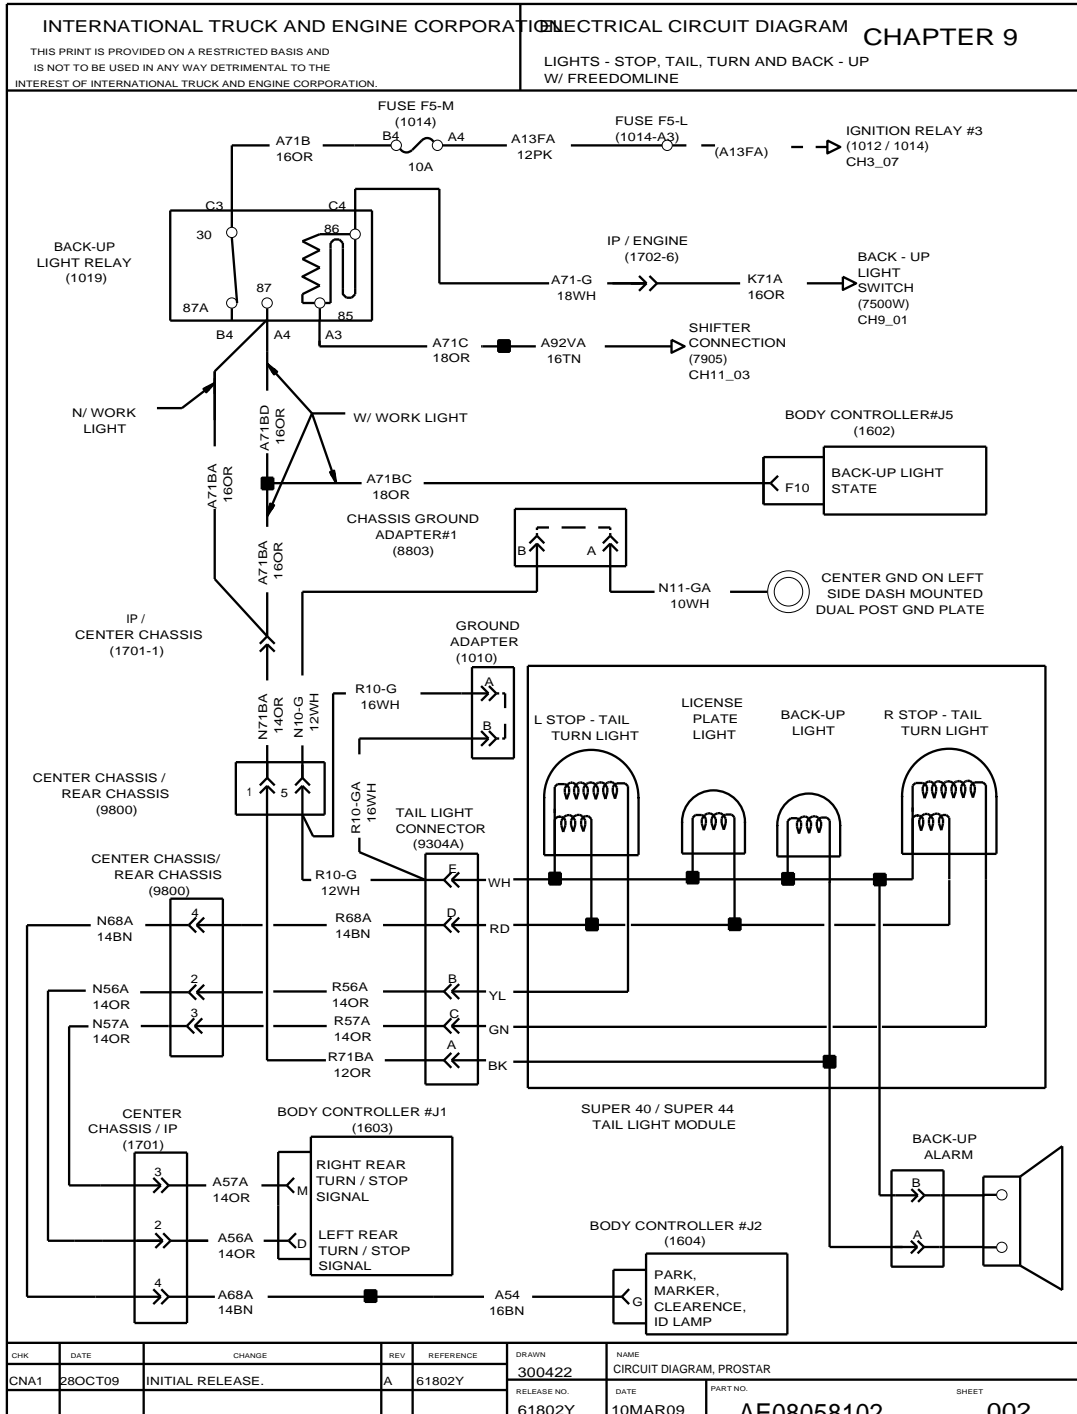 INTERNATIONAL TRUCK AND ENGINE CORPORATION
THIS PRINT IS PROVIDED ON A RESTRICTED BASIS AND
IS NOT TO BE USED IN ANY WAY DETRIMENTAL TO THE
INTEREST OF INTERNATIONAL TRUCK AND ENGINE CORPORATION.
ELECTRICAL CIRCUIT DIAGRAM
CHAPTER 9
LIGHTS - STOP, TAIL, TURN AND BACK - UP
W/ FREEDOMLINE
FUSE F5-M
(1014)
B4
A4
10A
A71B
16OR
A13FA
12PK
FUSE F5-L
(1014-A3)
(A13FA)
IGNITION RELAY #3
(1012 / 1014)
CH3_07
C3
C4
30
86
BACK-UP
LIGHT RELAY
(1019)
87A
87
85
B4
A4
A3
IP / ENGINE
(1702-6)
A71-G
18WH
K71A
16OR
BACK - UP
LIGHT
SWITCH
(7500W)
CH9_01
A71C
18OR
A92VA
16TN
SHIFTER
CONNECTION
(7905)
CH11_03
N/ WORK
LIGHT
A71BD
16OR
W/ WORK LIGHT
A71BA
16OR
A71BC
18OR
BODY CONTROLLER#J5
(1602)
F10
BACK-UP LIGHT
STATE
CHASSIS GROUND
ADAPTER#1
(8803)
B
A
A71BA
16OR
N11-GA
10WH
CENTER GND ON LEFT
SIDE DASH MOUNTED
DUAL POST GND PLATE
IP /
CENTER CHASSIS
(1701-1)
GROUND
ADAPTER
(1010)
A
B
N71BA
14OR
N10-G
12WH
R10-G
16WH
R10-GA
16WH
L STOP - TAIL
TURN LIGHT
LICENSE
PLATE
LIGHT
BACK-UP
LIGHT
R STOP - TAIL
TURN LIGHT
CENTER CHASSIS /
REAR CHASSIS
(9800)
1
5
TAIL LIGHT
CONNECTOR
(9304A)
CENTER CHASSIS/
REAR CHASSIS
(9800)
R10-G
12WH
E
WH
N68A
14BN
4
R68A
14BN
D
RD
N56A
14OR
2
R56A
14OR
B
YL
N57A
14OR
3
R57A
14OR
C
GN
R71BA
12OR
A
BK
SUPER 40 / SUPER 44
TAIL LIGHT MODULE
CENTER
CHASSIS / IP
(1701)
BODY CONTROLLER #J1
(1603)
3
A57A
14OR
M
RIGHT REAR
TURN / STOP
SIGNAL
2
A56A
14OR
D
LEFT REAR
TURN / STOP
SIGNAL
4
A68A
14BN
A54
16BN
BODY CONTROLLER #J2
(1604)
G
PARK,
MARKER,
CLEARENCE,
ID LAMP
BACK-UP
ALARM
B
A
CHK
DATE
CHANGE
REV
REFERENCE
CNA1
28OCT09
INITIAL RELEASE.
A
61802Y
DRAWN
300422
NAME
CIRCUIT DIAGRAM, PROSTAR
RELEASE NO.
61802Y
DATE
10MAR09
PART NO.
AE08058102
SHEET
002